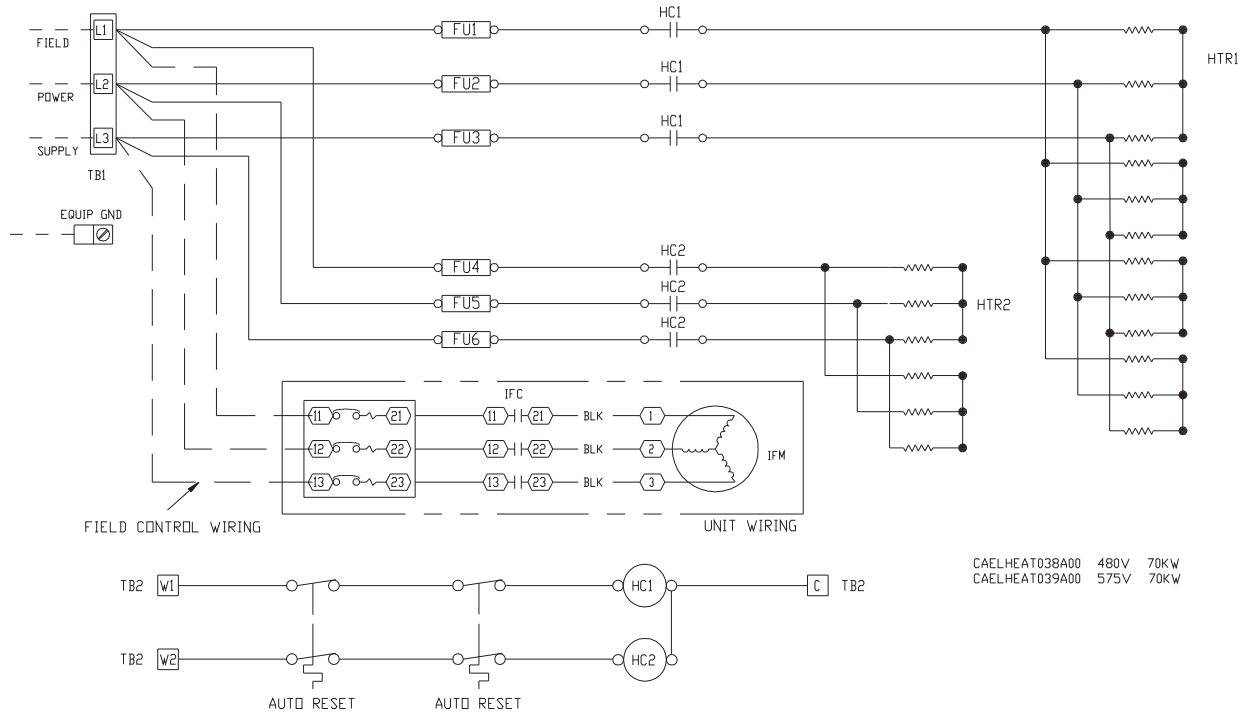 HC1
L1
FU1
FIELD
HTR1
HC1
L2
FU2
POWER
HC1
L3
FU3
SUPPLY
TB1
EQUIP GND
HC2
FU4
HC2
FU5
HTR2
HC2
FU6
IFC
11 21 11 21 BLK 1
12 22 12 22 BLK 2 IFM
13 23 13 23 BLK 3
FIELD CONTROL WIRING
UNIT WIRING
CAELHEAT038A00 480V 70KW
CAELHEAT039A00 575V 70KW
TB2 W1 HC1 C TB2
TB2 W2 HC2
AUTO RESET AUTO RESET